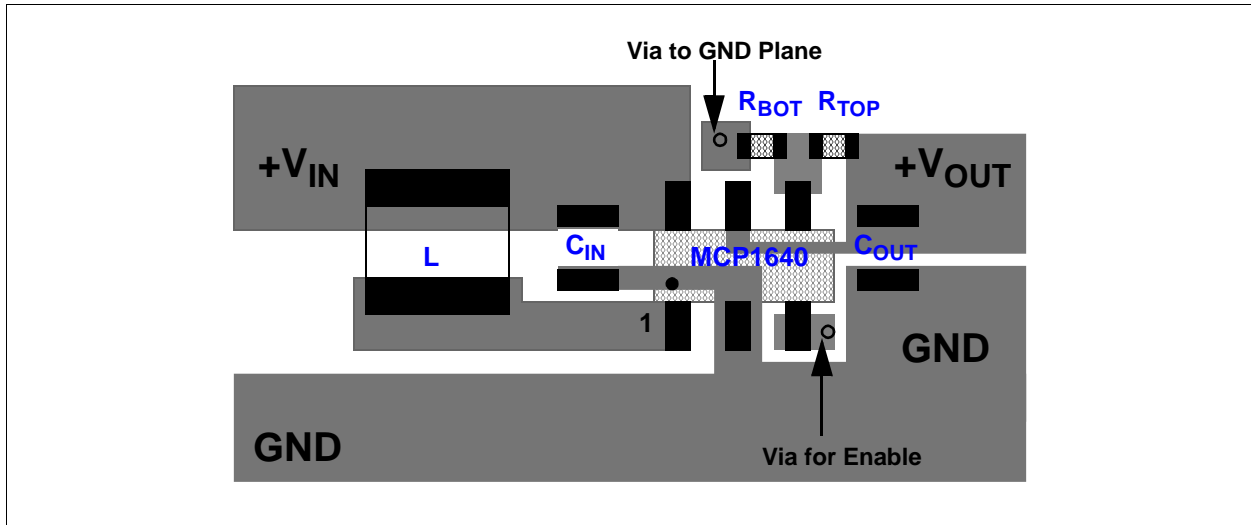 Via to GND Plane
RBOT RTOP
+VIN
+VOUT
CIN
L
MCP1640
COUT
1
GND
GND
Via for Enable